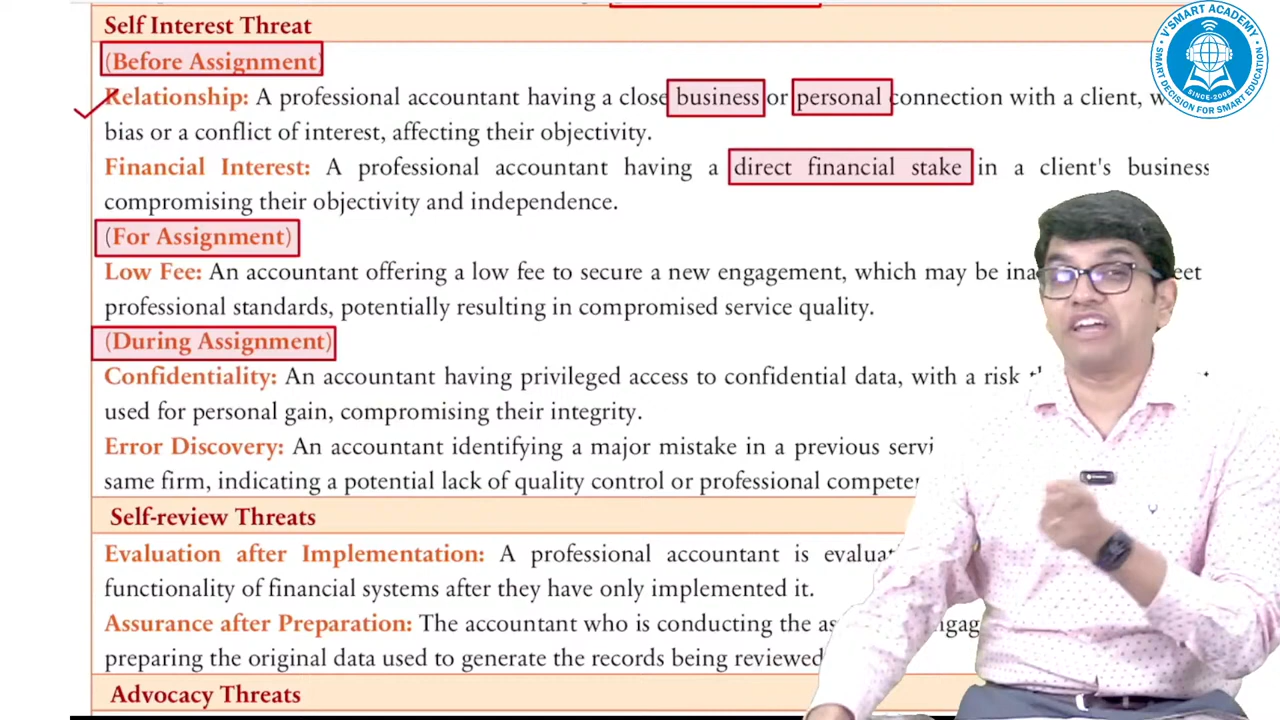 Self Interest Threat
(Before Assignment)
Relationship: A professional accountant having a close business or personal connection with a client,
bias or a conflict of interest, affecting their objectivity.
Financial Interest: A professional accountant having a direct financial stake in a client's business
compromising their objectivity and independence.
(For Assignment)
Low Fee: An accountant offering a low fee to secure a new engagement, which may be
professional standards, potentially resulting in compromised service quality.
(During Assignment)
Confidentiality: An accountant having privileged access to confidential data, with a risk
used for personal gain, compromising their integrity.
Error Discovery: An accountant identifying a major mistake in a previous
same firm, indicating a potential lack of quality control or professional
Self-review Threats
Evaluation after Implementation: A professional accountant is
functionality of financial systems after they have only implemented it.
Assurance after Preparation: The accountant who is conducting the
preparing the original data used to generate the records being reviewed
Advocacy Threats
V'SMART ACADEMY
SMART DECISION FOR SMART EDUCATION
SINCE-2005